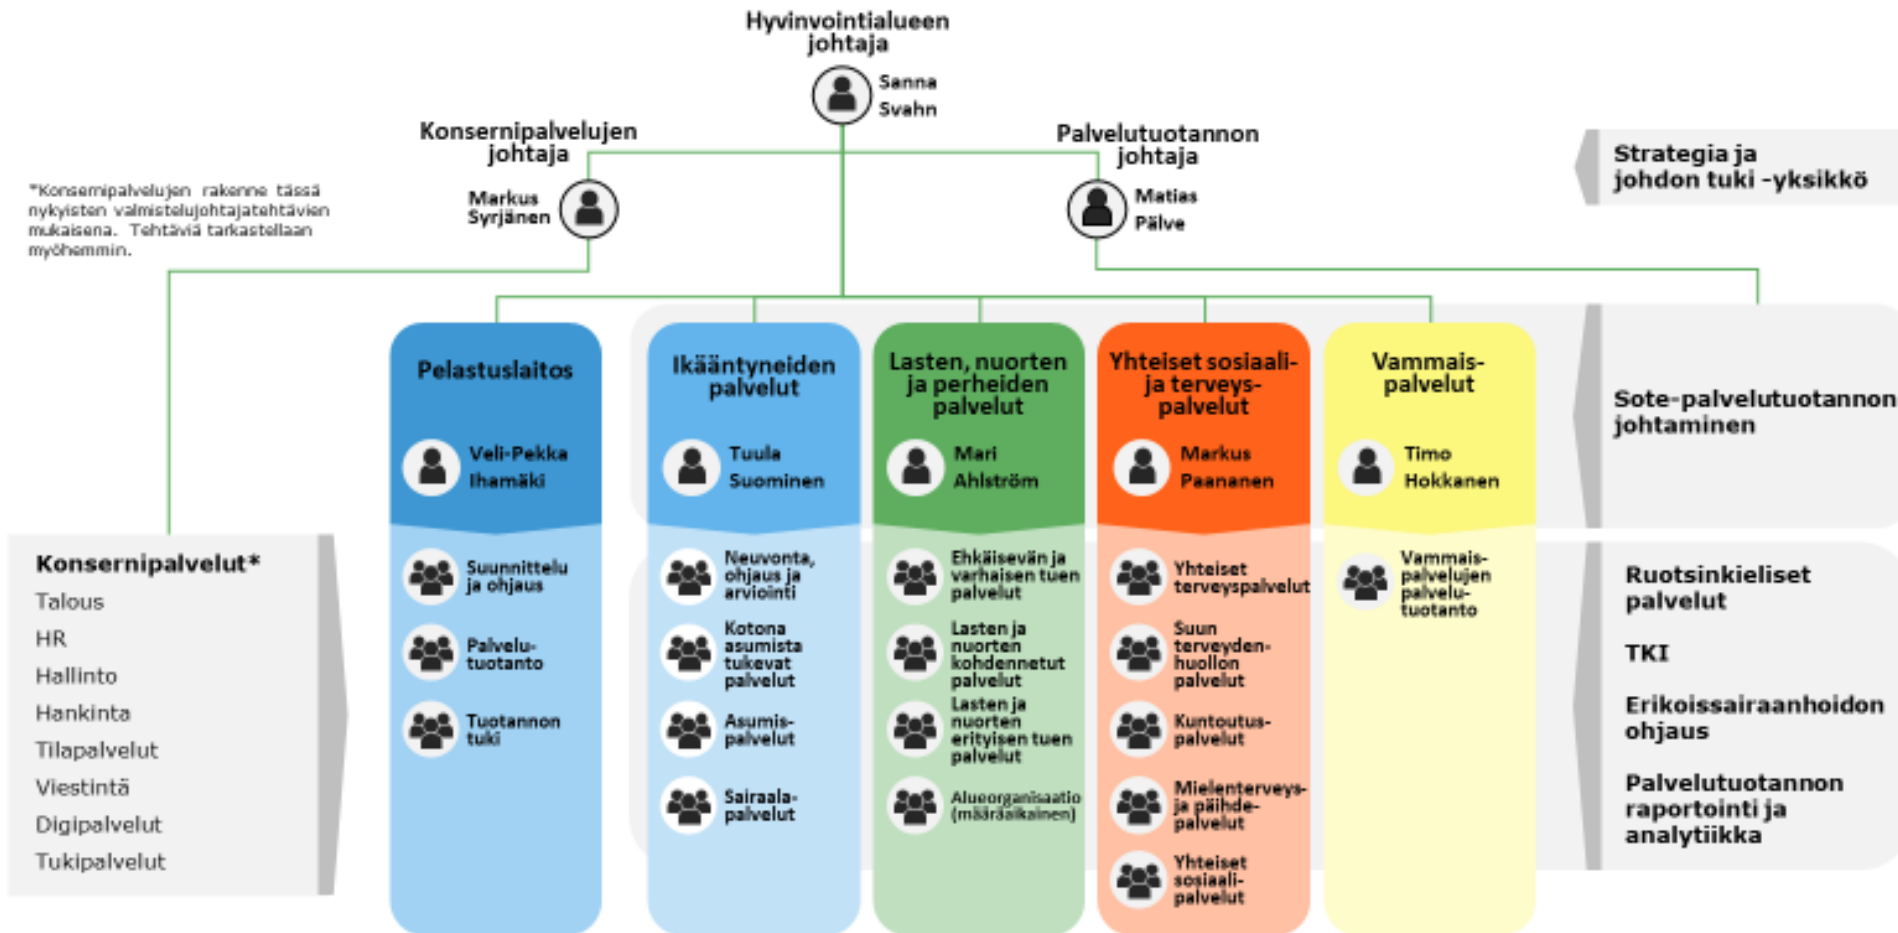 Hyvinvointialueen
johtaja
Sanna
Svahn
Konsernipalvelujen
johtaja
Markus
Syrjänen
Palvelutuotannon
johtaja
Matias
Pälve
Strategia ja
johdon tuki -yksikkö
*Konsernipalvelujen rakenne tässä
nykyisten valmistelujohtajatehtävien
mukaisena. Tehtäviä tarkastellaan
myöhemmin.
Pelastuslaitos
Veli-Pekka
Ihamäki
Suunnittelu
ja ohjaus
Palvelu-
tuotanto
Tuotannon
tuki
Ikääntyneiden
palvelut
Tuula
Suominen
Neuvonta,
ohjaus ja
arviointi
Kotona
asumista
tukevat
palvelut
Asumis-
palvelut
Sairaala-
palvelut
Lasten, nuorten
ja perheiden
palvelut
Mari
Ahlström
Ehkäisevän ja
varhaisen tuen
palvelut
Lasten ja
nuorten
kohdennetut
palvelut
Lasten ja
nuorten
erityisen tuen
palvelut
Alueorganisaatio
(määräaikainen)
Yhteiset sosiaali-
ja terveys-
palvelut
Markus
Paananen
Yhteiset
terveyspalvelut
Suun
terveyden-
huollon
palvelut
Kuntoutus-
palvelut
Mielenterveys-
ja päihde-
palvelut
Yhteiset
sosiaali-
palvelut
Vammais-
palvelut
Timo
Hokkanen
Vammais-
palvelujen
palvelu-
tuotanto
Sote-palvelutuotannon
johtaminen
Konsernipalvelut*
Talous
HR
Hallinto
Hankinta
Tilapalvelut
Viestintä
Digipalvelut
Tukipalvelut
Ruotsinkieliset
palvelut
TKI
Erikoissairaanhoidon
ohjaus
Palvelutuotannon
raportointi ja
analytiikka